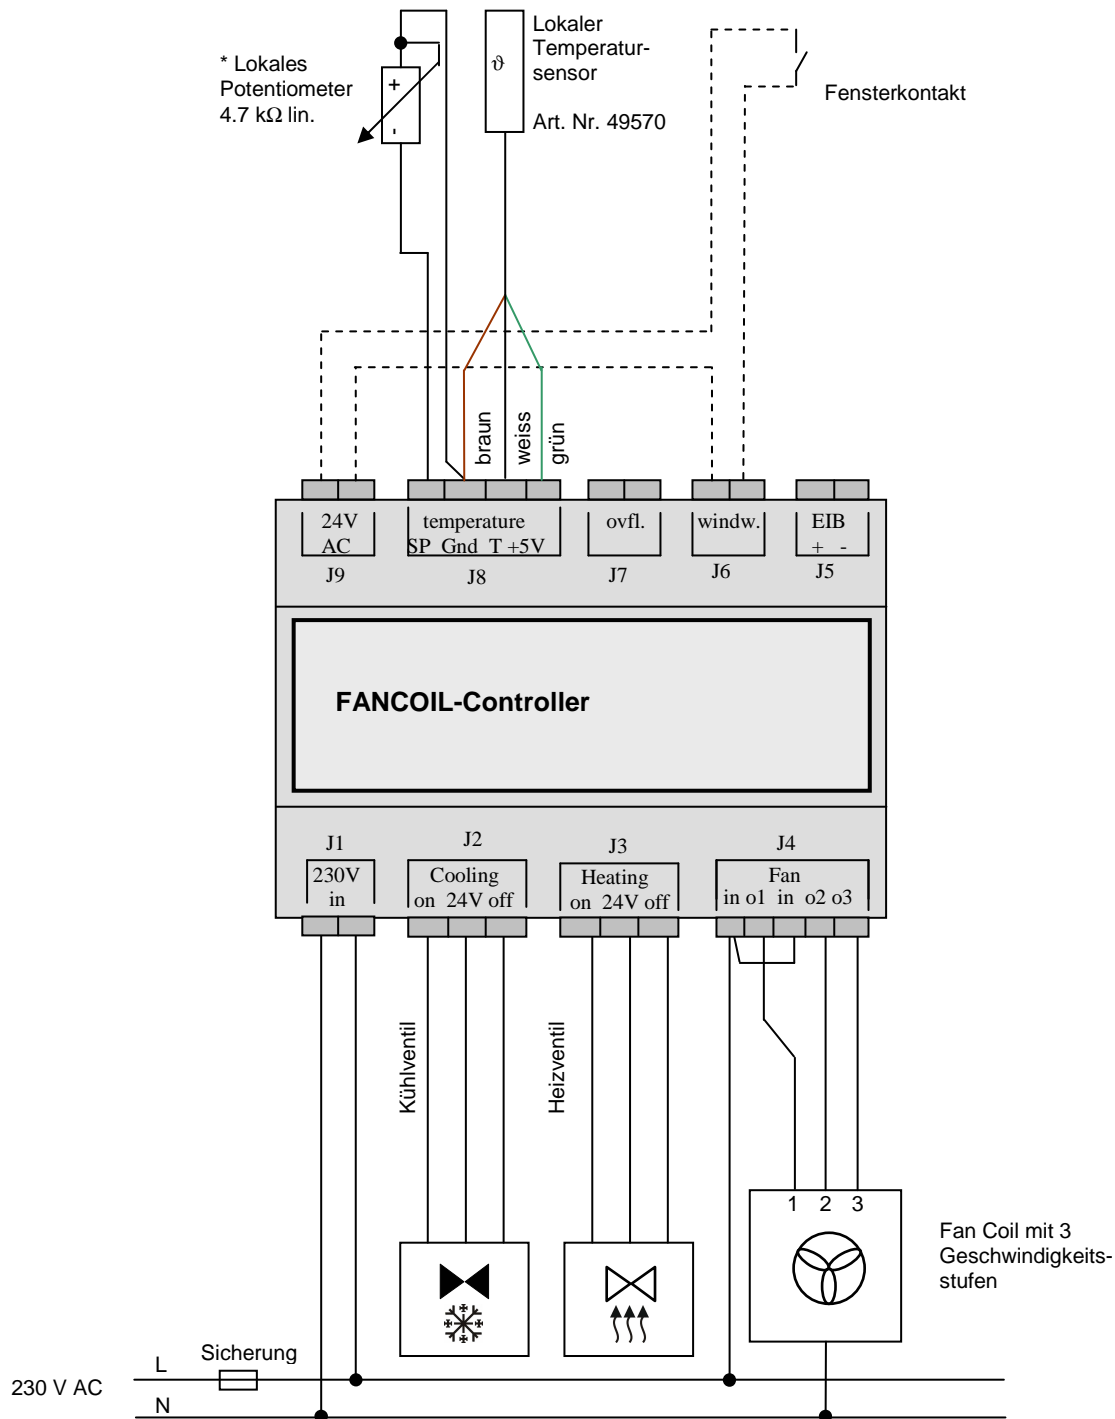 * Lokales
Potentiometer
4.7 kΩ lin.
+
-
ϑ
Lokaler
Temperatur-
sensor
Art. Nr. 49570
Fensterkontakt
braun
weiss
grün
24V
AC
J9
temperature
SP Gnd T +5V
J8
ovfl.
J7
windw.
J6
EIB
+ -
J5
FANCOIL-Controller
J1
230V
in
J2
Cooling
on 24V off
J3
Heating
on 24V off
J4
Fan
in o1 in o2 o3
Kühlventil
Heizventil
1 2 3
Fan Coil mit 3
Geschwindigkeits-
stufen
Sicherung
L
230 V AC
N